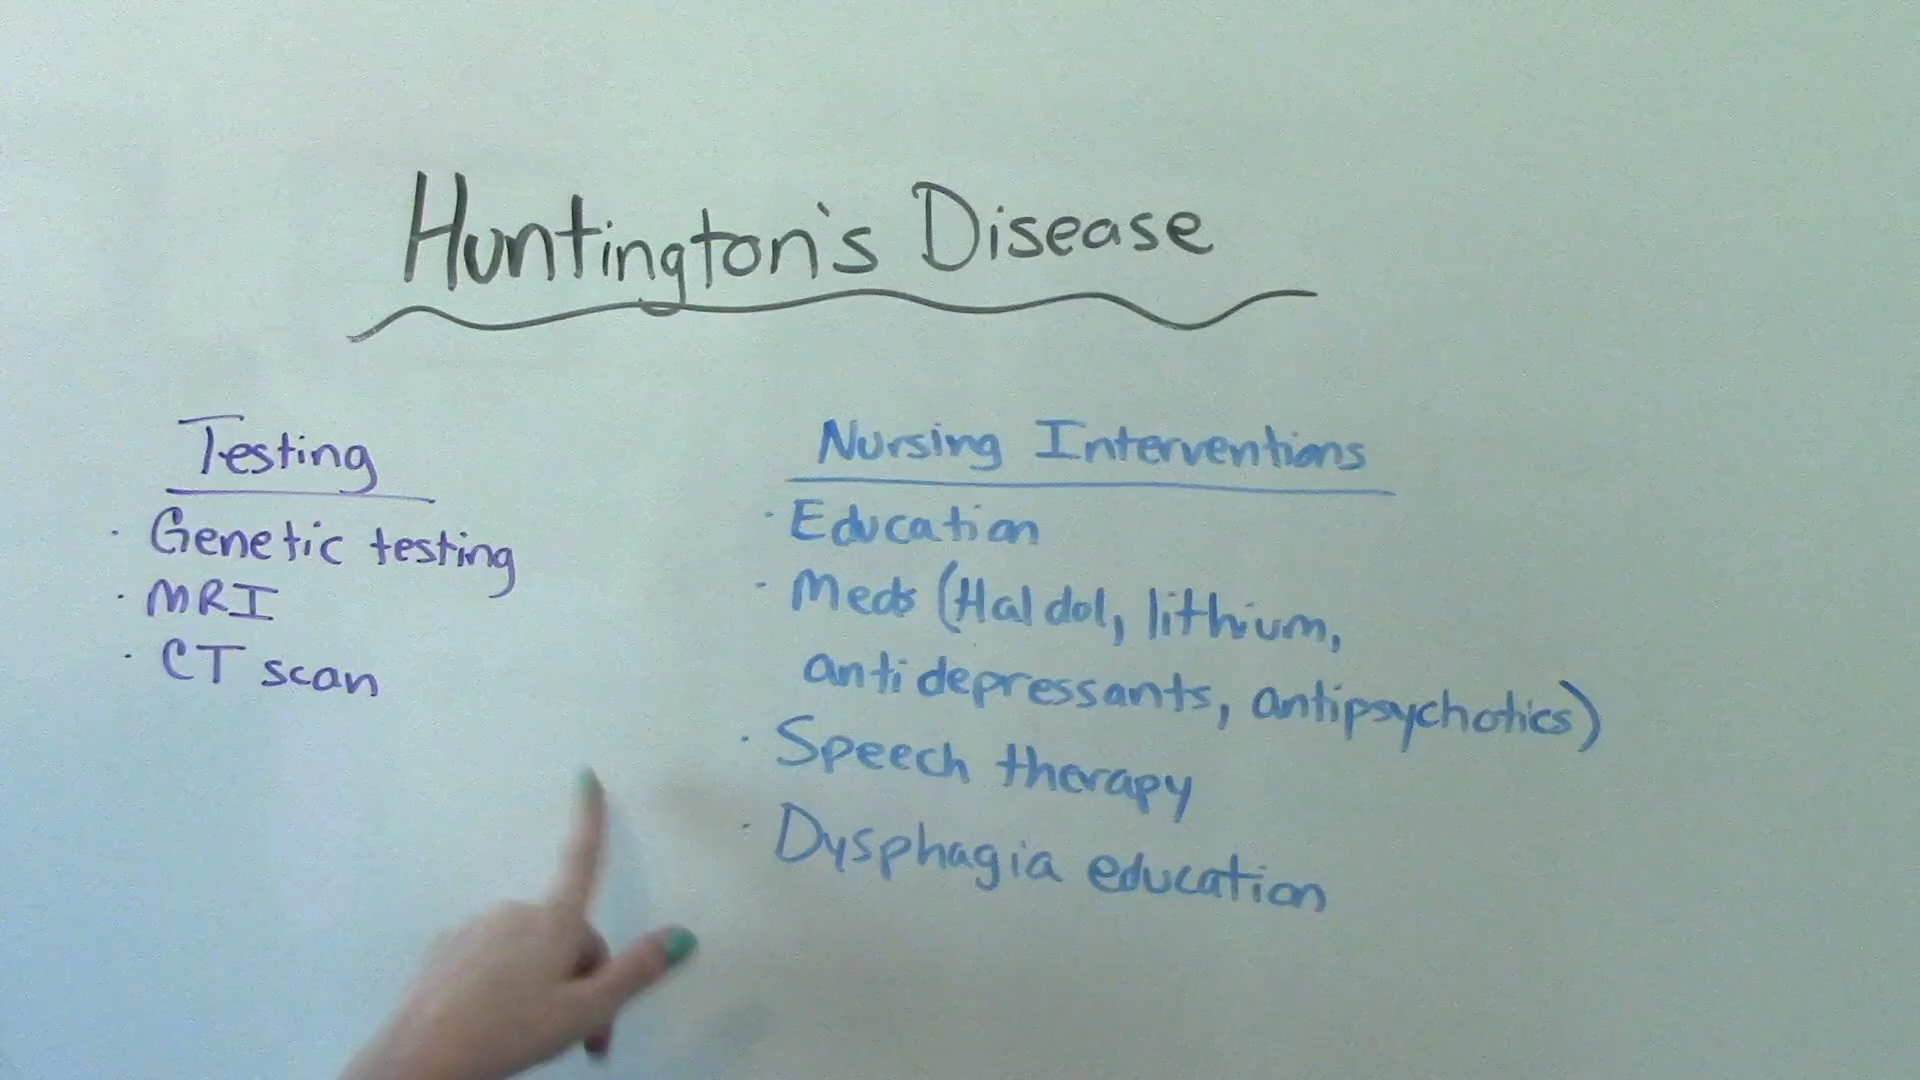 Huntington's Disease
Testing
· Genetic testing
· MRI
· CT scan
Nursing Interventions
· Education
· Meds (Haldol, lithium,
antidepressants, antipsychotics)
· Speech therapy
· Dysphagia education